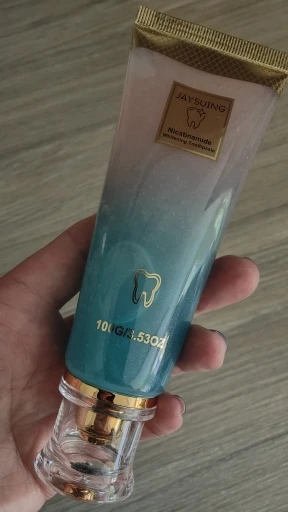 JAYSUING
Nicotinamide
Whitening Toothpaste
100G/3.53OZ